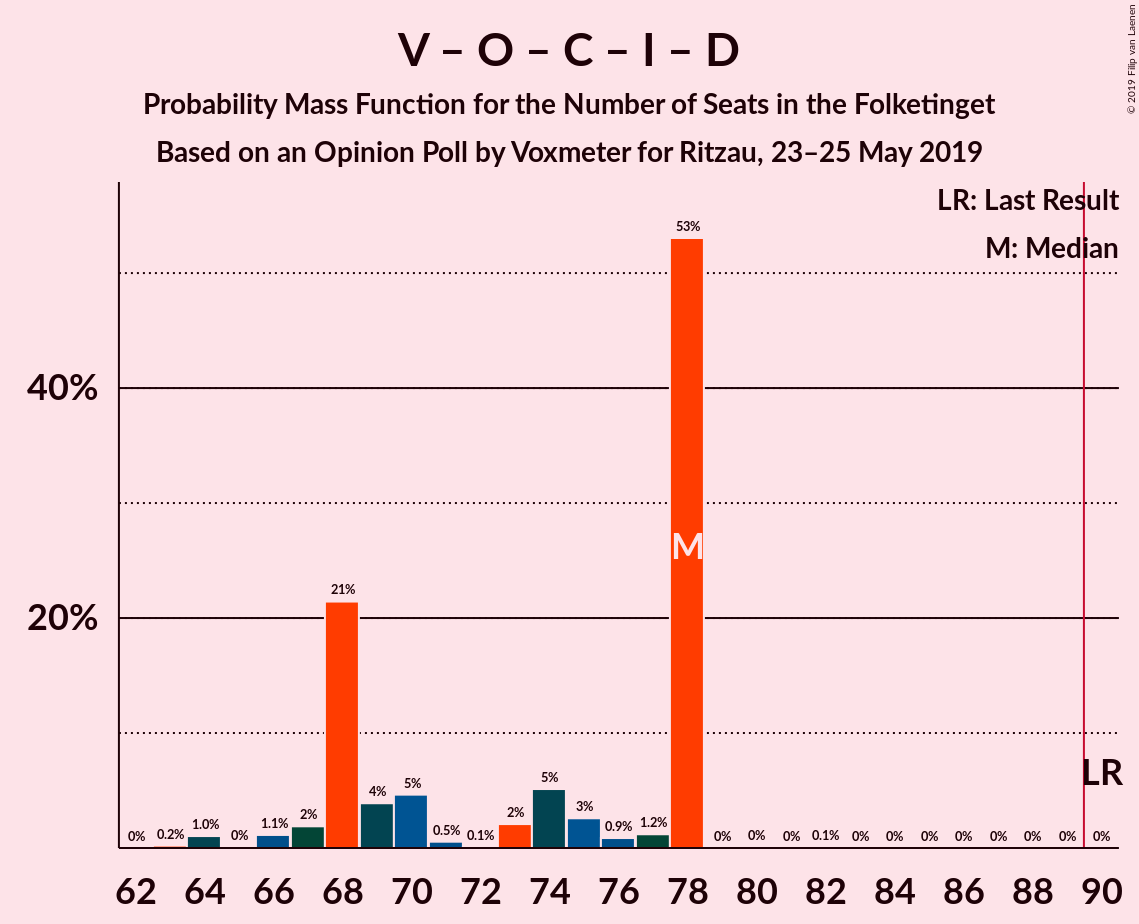 V – O – C – I – D
Probability Mass Function for the Number of Seats in the Folketinget
Based on an Opinion Poll by Voxmeter for Ritzau, 23–25 May 2019
© 2019 Filip van Laenen
LR: Last Result
M: Median
53%
40%
M
21%
20%
LR
0% 0.2% 1.0% 0% 1.1% 2% 4% 5% 0.5% 0.1% 2% 5% 3% 0.9% 1.2% 0% 0% 0% 0.1% 0% 0% 0% 0% 0% 0% 0% 0%
62 64 66 68 70 72 74 76 78 80 82 84 86 88 90